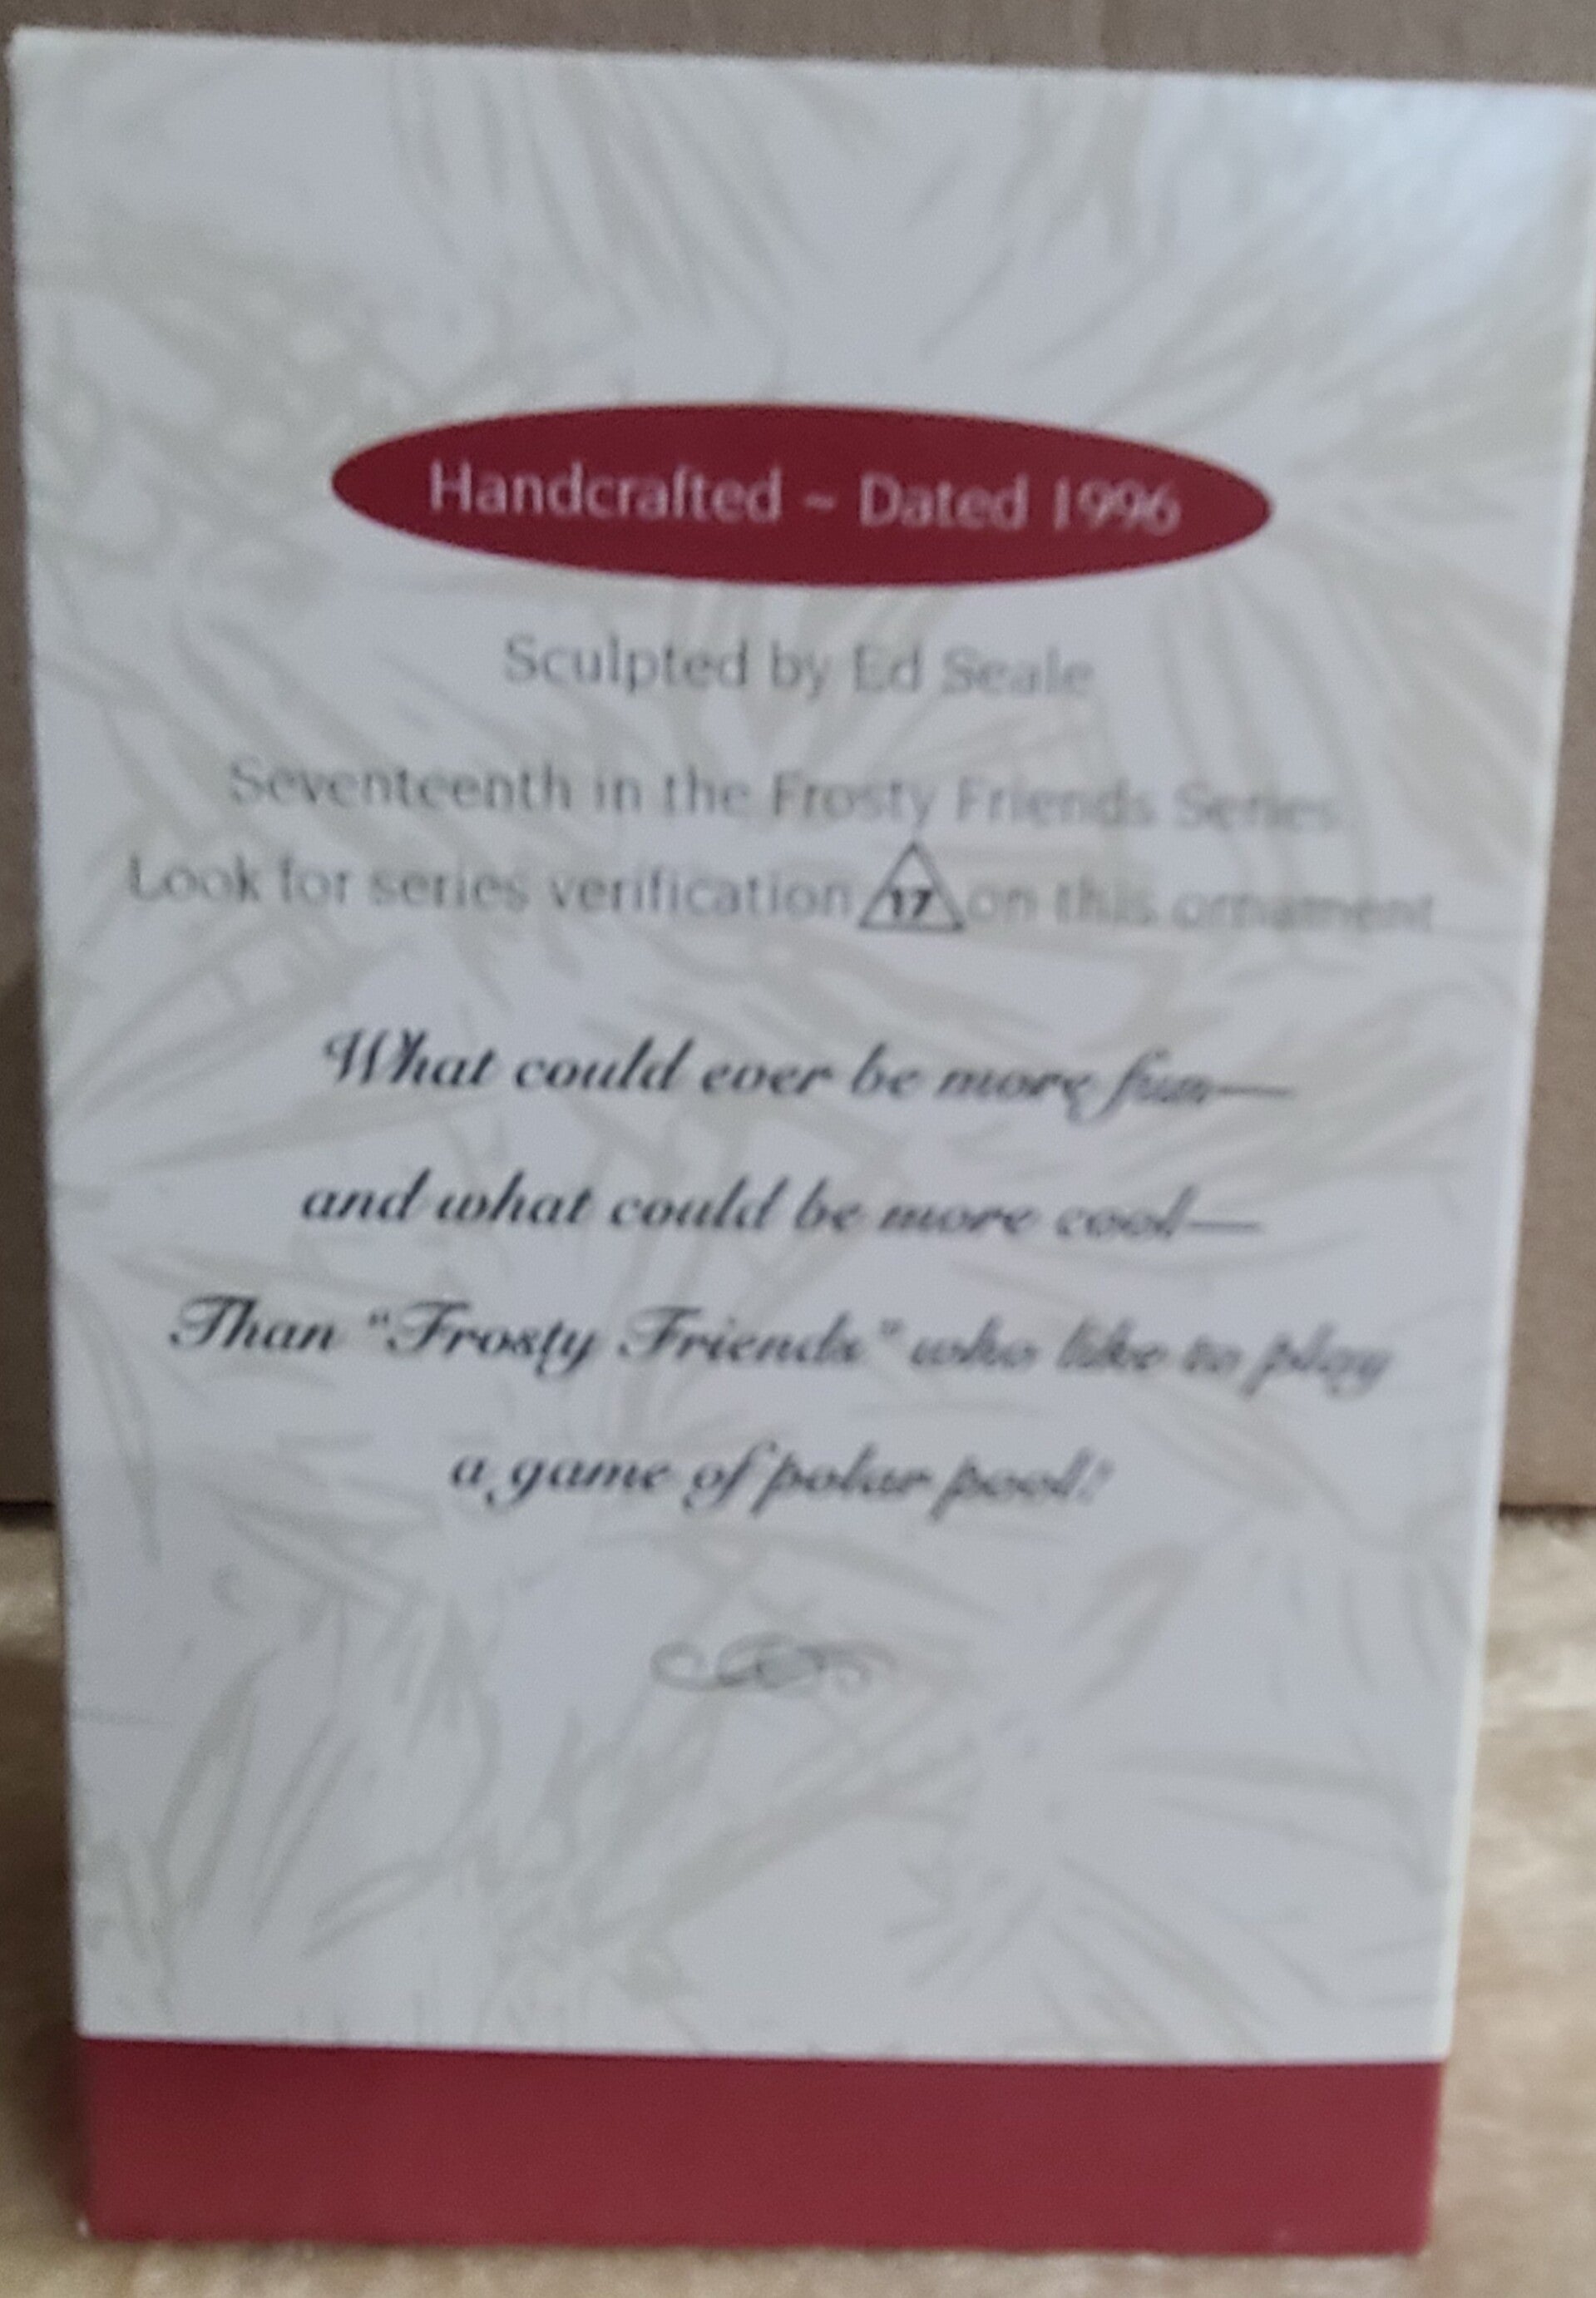 Handcrafted ~ Dated 1996
Sculpted by Ed Seale
Seventeenth in the Frosty Friends Series.
Look for series verification 17 on this ornament
What could ever be more fun—
and what could be more cool—
Than “Frosty Friends” who like to play
a game of polar pool!